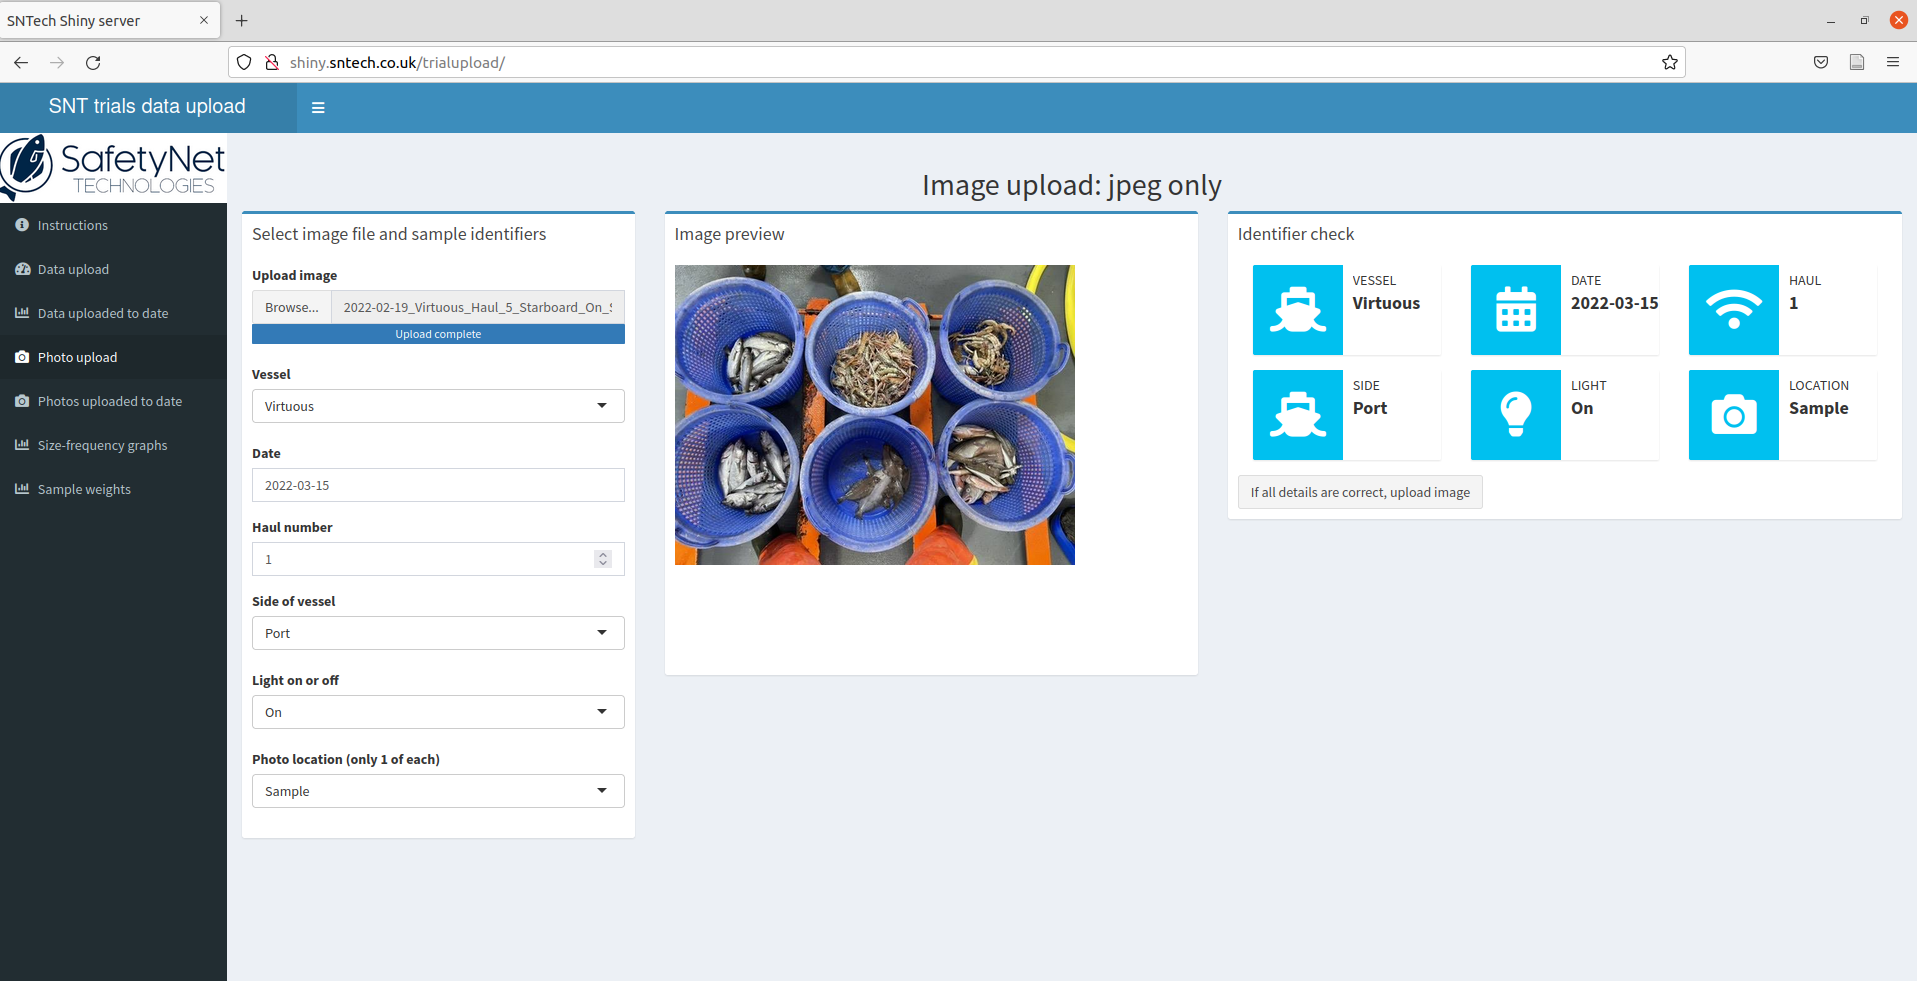 SNTech Shiny server
shiny.sntech.co.uk/trialupload/
SNT trials data upload
SafetyNet
TECHNOLOGIES
Instructions
Data upload
Data uploaded to date
Photo upload
Photos uploaded to date
Size-frequency graphs
Sample weights
Image upload: jpeg only
Select image file and sample identifiers
Upload image
Browse... 2022-02-19_Virtuous_Haul_5_Starboard_On_
Upload complete
Vessel
Virtuous
Date
2022-03-15
Haul number
1
Side of vessel
Port
Light on or off
On
Photo location (only 1 of each)
Sample
Image preview
Identifier check
VESSEL
Virtuous
DATE
2022-03-15
HAUL
1
SIDE
Port
LIGHT
On
LOCATION
Sample
If all details are correct, upload image